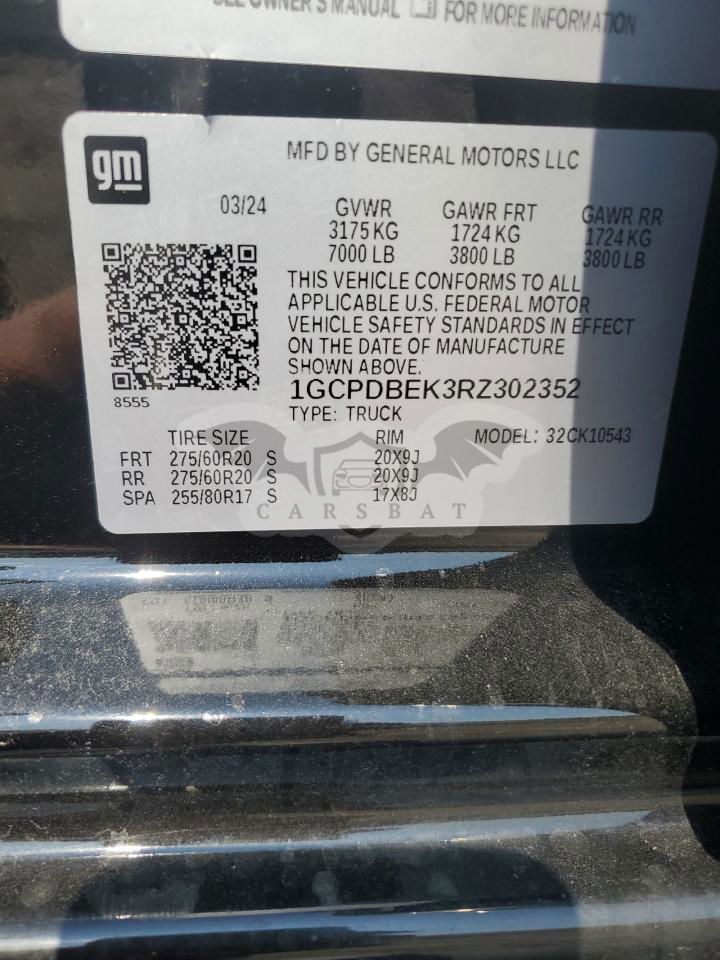 SEE OWNER'S MANUAL FOR MORE INFORMATION
gm
MFD BY GENERAL MOTORS LLC
03/24 GVWR GAWR FRT GAWR RR
3175 KG 1724 KG 1724 KG
7000 LB 3800 LB 3800 LB
THIS VEHICLE CONFORMS TO ALL
APPLICABLE U.S. FEDERAL MOTOR
VEHICLE SAFETY STANDARDS IN EFFECT
ON THE DATE OF MANUFACTURE
SHOWN ABOVE.
8555
1GCPDBEK3RZ302352
TYPE: TRUCK
TIRE SIZE RIM MODEL: 32CK10543
FRT 275/60R20 S 20X9J
RR 275/60R20 S 20X9J
SPA 255/80R17 S 17X8J
CARSBAT